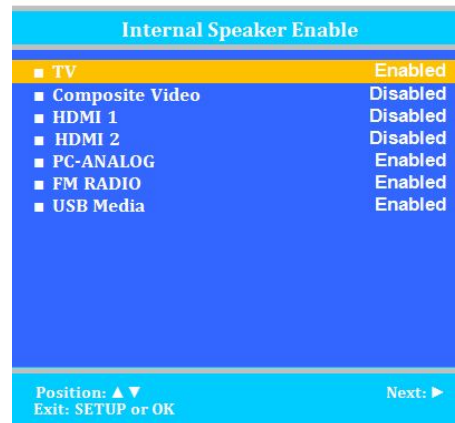 Internal Speaker Enable
■ TV Enabled
■ Composite Video Disabled
■ HDMI 1 Disabled
■ HDMI 2 Disabled
■ PC-ANALOG Enabled
■ FM RADIO Enabled
■ USB Media Enabled
Position: ▲ ▼ Next: ►
Exit: SETUP or OK